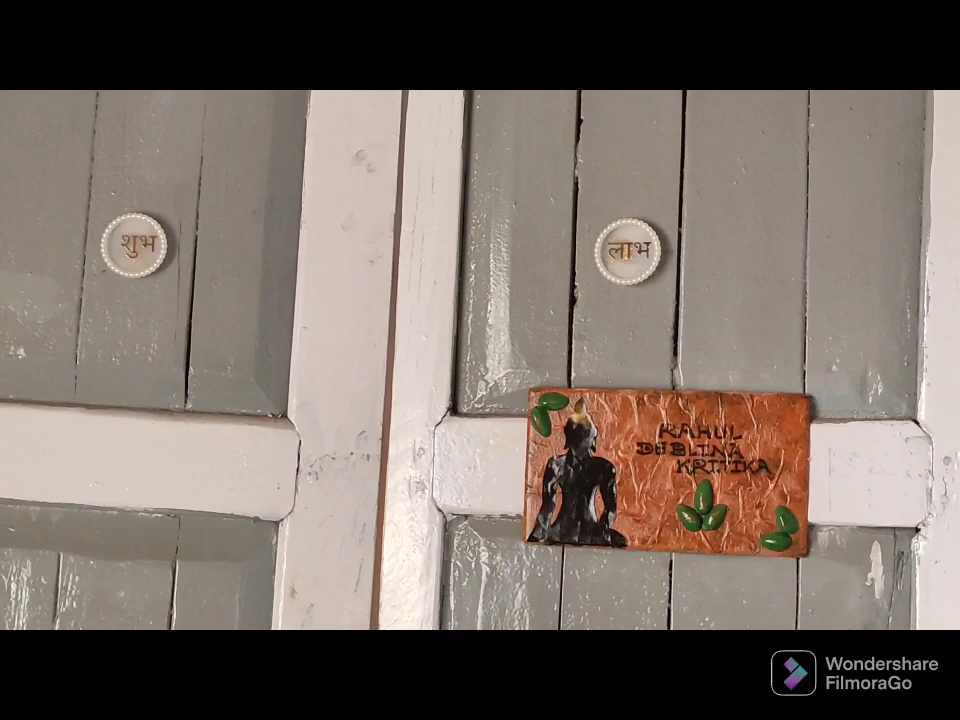 शुभ
लाभ
RAHUL
DEBLINA
KRITIKA
Wondershare
FilmoraGo